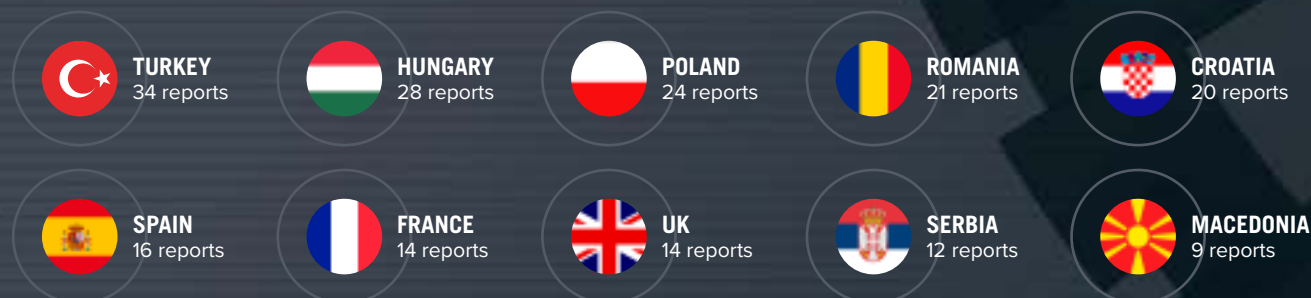 TURKEY
34 reports
HUNGARY
28 reports
POLAND
24 reports
ROMANIA
21 reports
CROATIA
20 reports
SPAIN
16 reports
FRANCE
14 reports
UK
14 reports
SERBIA
12 reports
MACEDONIA
9 reports